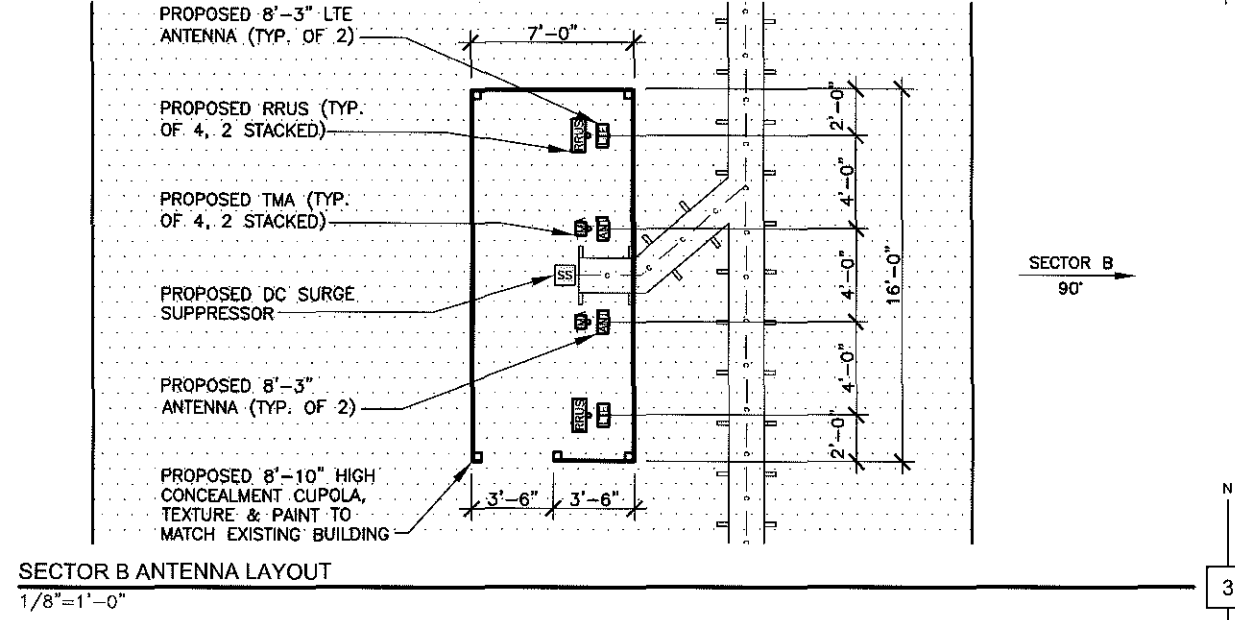 PROPOSED 8'-3" LTE
ANTENNA (TYP. OF 2)
7'-0"
PROPOSED RRUS (TYP.
OF 4, 2 STACKED)
PROPOSED TMA (TYP.
OF 4, 2 STACKED)
PROPOSED DC SURGE
SUPPRESSOR
PROPOSED 8'-3"
ANTENNA (TYP. OF 2)
PROPOSED 8'-10" HIGH
CONCEALMENT CUPOLA,
TEXTURE & PAINT TO
MATCH EXISTING BUILDING
RRUS
LTE
ANT
SS
ANT
RRUS
LTE
3'-6"
3'-6"
2'-0"
4'-0"
4'-0"
4'-0"
2'-0"
16'-0"
SECTOR B
90°
N
3
SECTOR B ANTENNA LAYOUT
1/8"=1'-0"